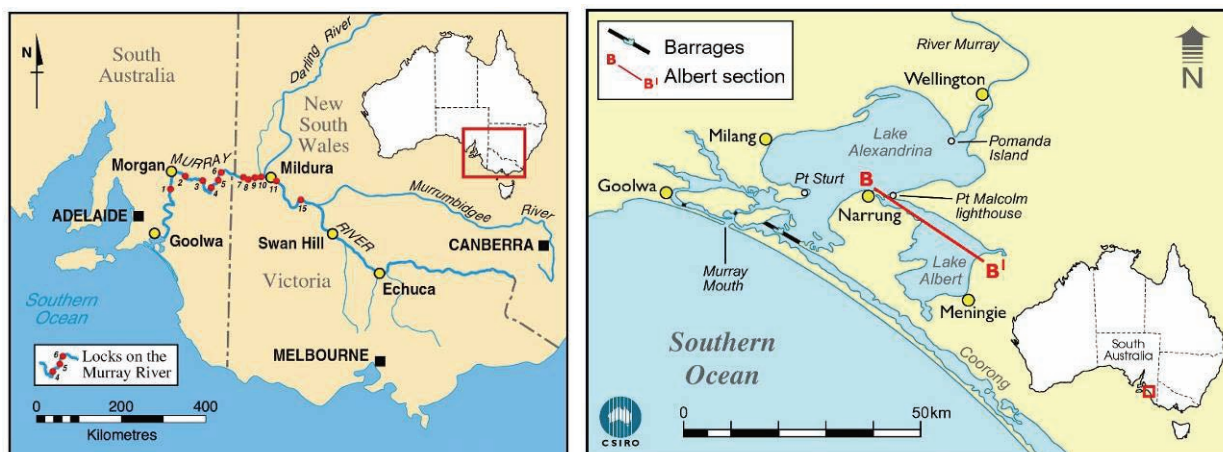 N
South
Australia
Darling River
New
South
Wales
Morgan
MURRAY
Mildura
1
2
3
4
5
6
7
8
9
10
11
15
ADELAIDE
Goolwa
Murrumbidgee
River
Swan Hill
RIVER
CANBERRA
Victoria
Echuca
Southern
Ocean
MELBOURNE
6
5
4
Locks on the
Murray River
0
200
400
Kilometres
Barrages
B
B'
Albert section
River Murray
N
Wellington
Milang
Lake
Alexandrina
Pomanda
Island
Goolwa
Pt Sturt
B
Narrung
Pt Malcolm
lighthouse
Murray
Mouth
Lake
Albert
B'
Meningie
Southern
Ocean
Coorong
South
Australia
CSIRO
0
50km